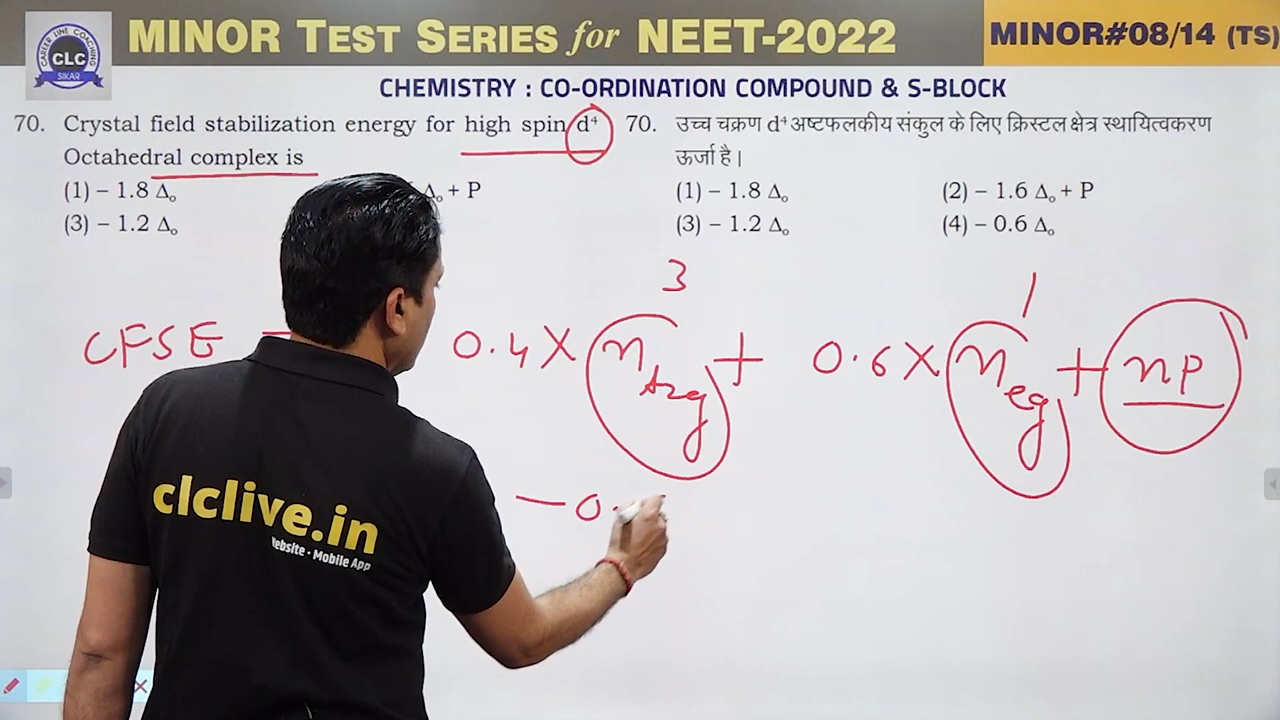 CAREER LINE COACHING
CLC
SIKAR
MINOR TEST SERIES for NEET-2022
MINOR#08/14 (TS)
CHEMISTRY : CO-ORDINATION COMPOUND & S-BLOCK
70. Crystal field stabilization energy for high spin d⁴
Octahedral complex is
(1) – 1.8 Δₒ
Δₒ + P
(3) – 1.2 Δₒ
70. उच्च चक्रण d⁴ अष्टफलकीय संकुल के लिए क्रिस्टल क्षेत्र स्थायित्वकरण
ऊर्जा है।
(1) – 1.8 Δₒ (2) – 1.6 Δₒ + P
(3) – 1.2 Δₒ (4) – 0.6 Δₒ
3 1
CFSE 0.4 × n t2g + 0.6 × n eg + nP
– 0.
clclive.in
Website · Mobile App